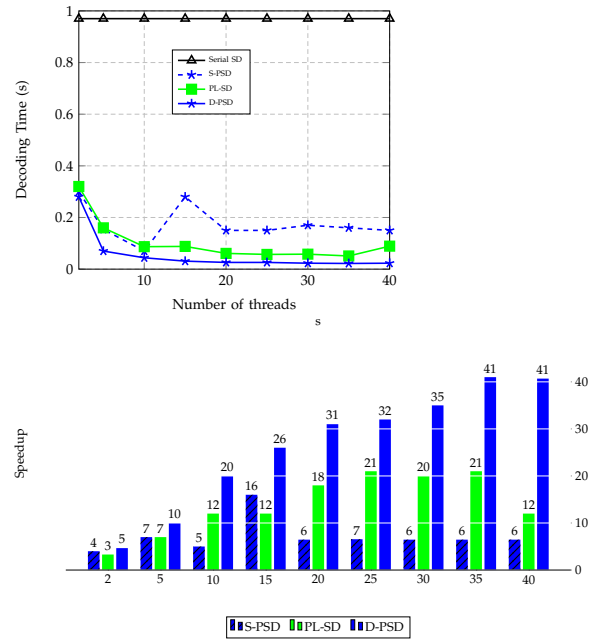 1
0.8
0.6
0.4
0.2
0
Decoding Time (s)
Serial SD
S-PSD
PL-SD
D-PSD
10 20 30 40
Number of threads
s
Speedup
4 3 5 7 7 10 5 12 20 16 12 26 6 18 31 7 21 32 6 20 35 6 21 41 6 12 41
40
30
20
10
0
2 5 10 15 20 25 30 35 40
S-PSD PL-SD D-PSD